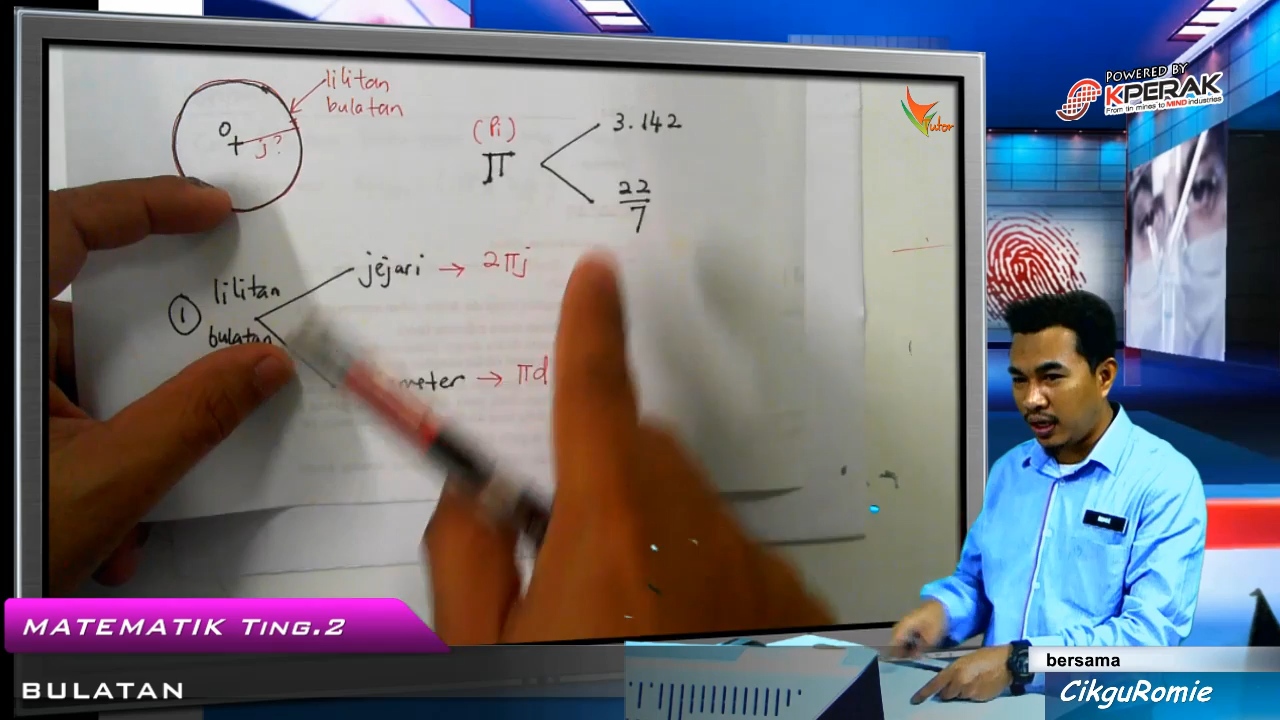 lilitan
bulatan
O
j?
(Pi)
π
3.142
22
7
1
lilitan
bulatan
jejari → 2πj
meter → πd
Tutor
POWERED BY
KPERAK
From tin mines to MIND industries
MATEMATIK TING.2
BULATAN
bersama
CikguRomie